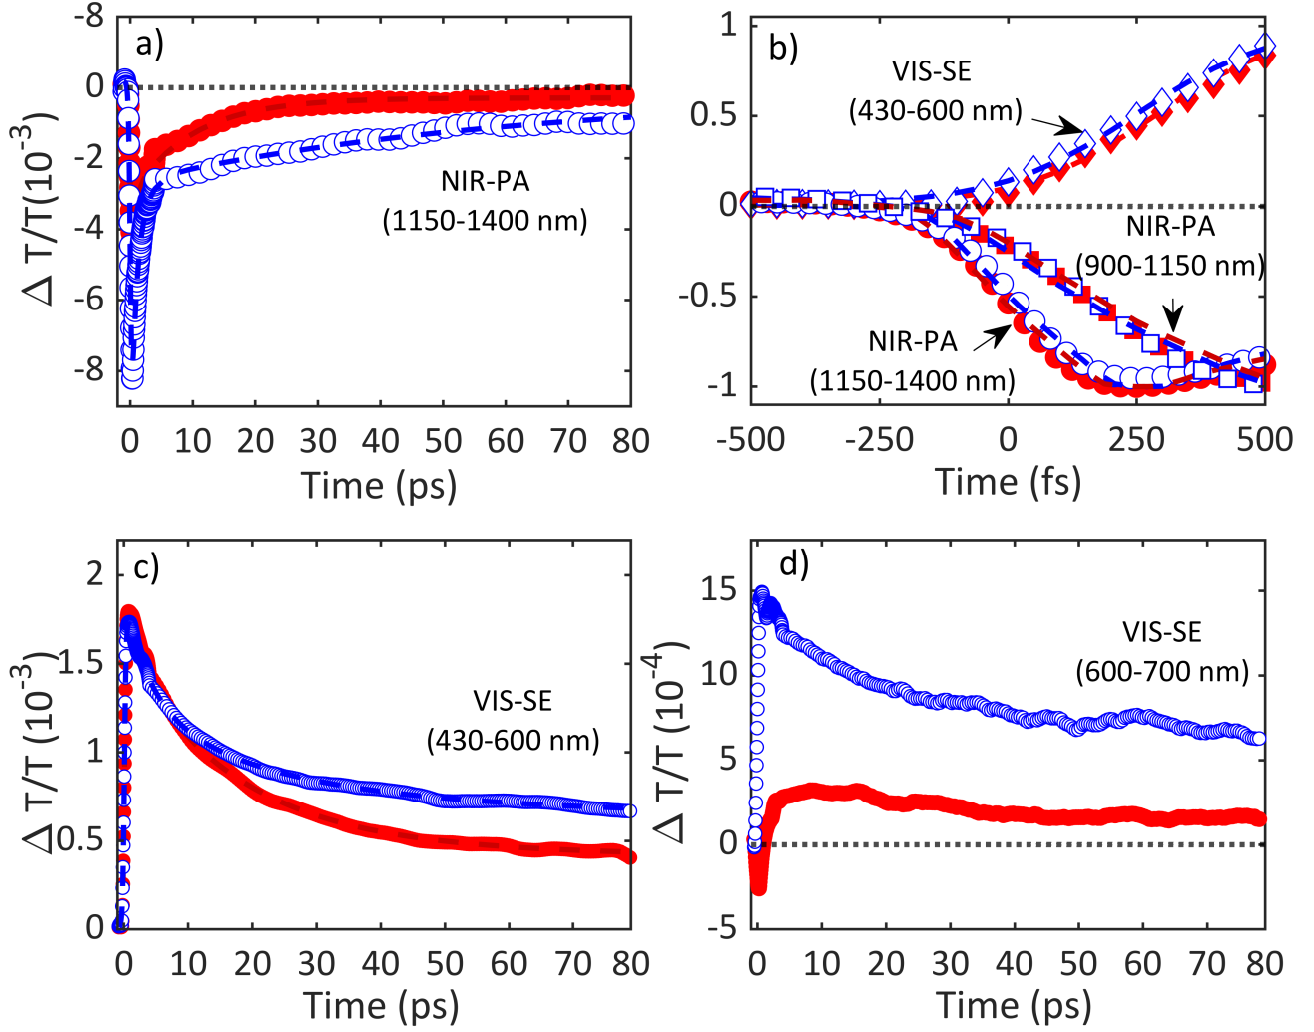 a)
-8
0
-2
-4
-6
-8
Δ T/T(10⁻³)
NIR-PA
(1150-1400 nm)
0 10 20 30 40 50 60 70 80
Time (ps)
b)
1
0.5
0
-0.5
-1
VIS-SE
(430-600 nm)
NIR-PA
(900-1150 nm)
NIR-PA
(1150-1400 nm)
-500 -250 0 250 500
Time (fs)
c)
2
1.5
1
0.5
0
Δ T/T (10⁻³)
VIS-SE
(430-600 nm)
0 10 20 30 40 50 60 70 80
Time (ps)
d)
15
10
5
0
-5
Δ T/T (10⁻⁴)
VIS-SE
(600-700 nm)
0 10 20 30 40 50 60 70 80
Time (ps)